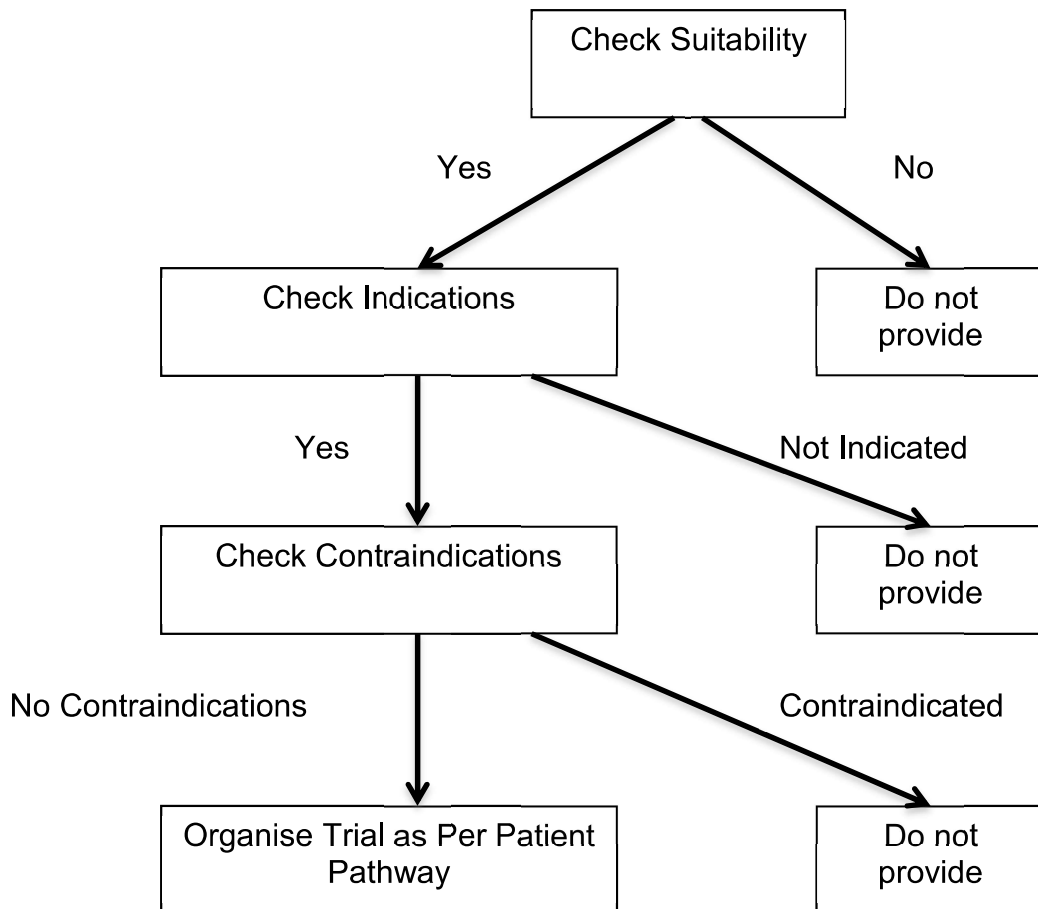 Check Suitability
Yes
No
Check Indications
Do not
provide
Yes
Not Indicated
Check Contraindications
Do not
provide
No Contraindications
Contraindicated
Organise Trial as Per Patient
Pathway
Do not
provide